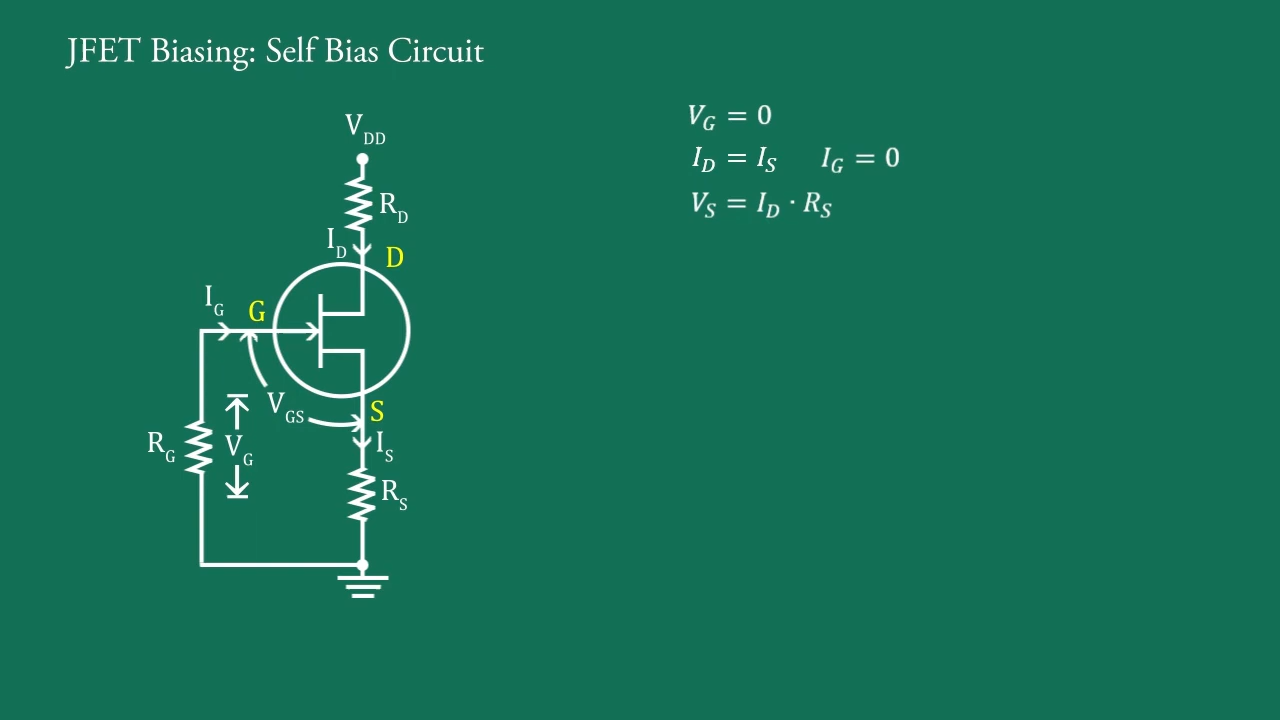 JFET Biasing: Self Bias Circuit
V_G = 0
I_D = I_S   I_G = 0
V_S = I_D · R_S
V_DD
R_D
I_D
D
I_G
G
V_GS
S
R_G
V_G
I_S
R_S